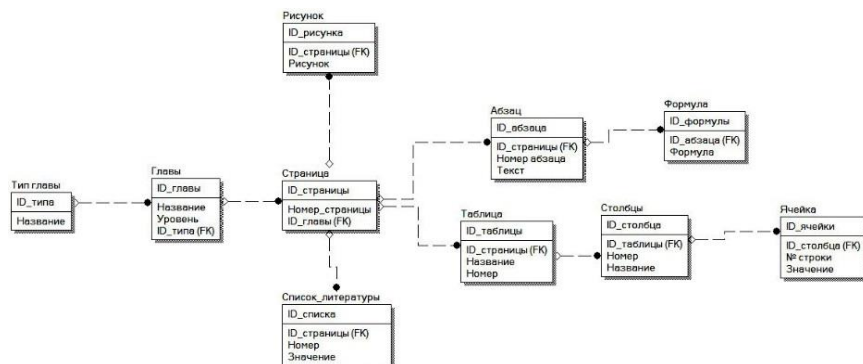 Рисунок
ID_рисунка
ID_страницы (FK)
Рисунок
Абзац
ID_абзаца
ID_страницы (FK)
Номер абзаца
Текст
Формула
ID_формулы
ID_абзаца (FK)
Формула
Тип главы
ID_типа
Название
Главы
ID_главы
Название
Уровень
ID_типа (FK)
Страница
ID_страницы
Номер_страницы
ID_главы (FK)
Таблица
ID_таблицы
ID_страницы (FK)
Название
Номер
Столбцы
ID_столбца
ID_таблицы (FK)
Номер
Название
Ячейка
ID_ячейки
ID_столбца (FK)
№ строки
Значение
Список_литературы
ID_списка
ID_страницы (FK)
Номер
Значение